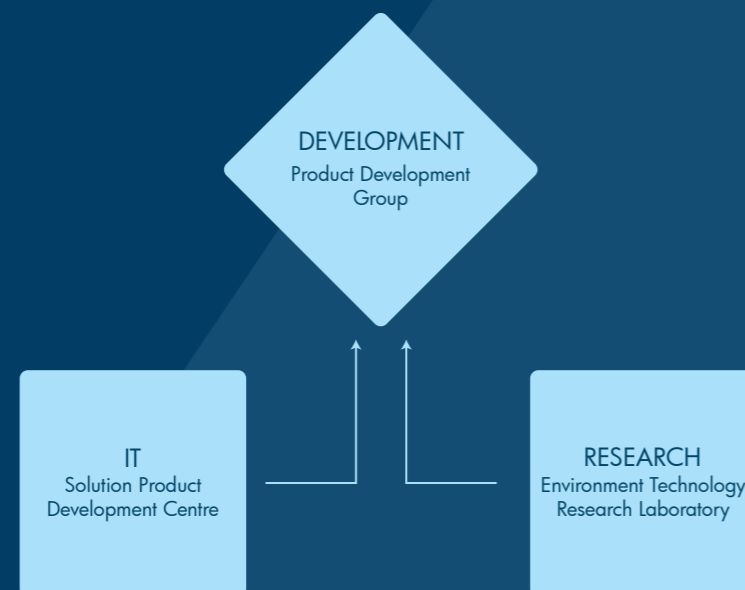 DEVELOPMENT
Product Development
Group
IT
Solution Product
Development Centre
RESEARCH
Environment Technology
Research Laboratory